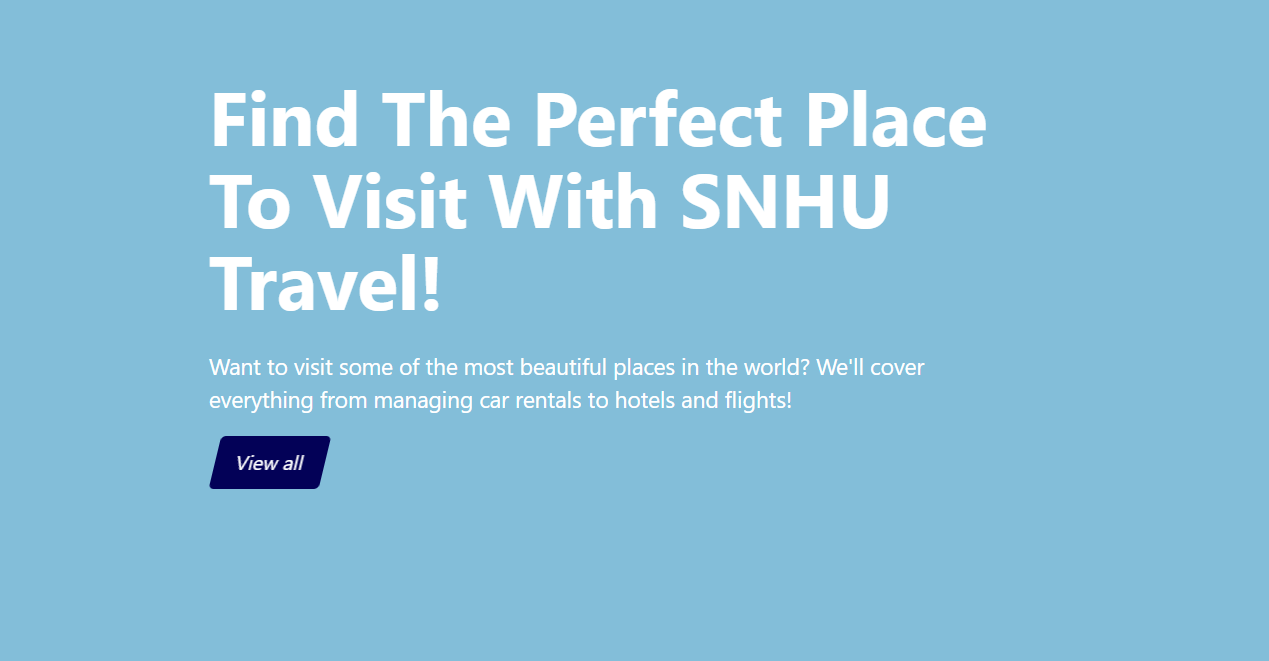 Find The Perfect Place
To Visit With SNHU
Travel!
Want to visit some of the most beautiful places in the world? We'll cover
everything from managing car rentals to hotels and flights!
View all